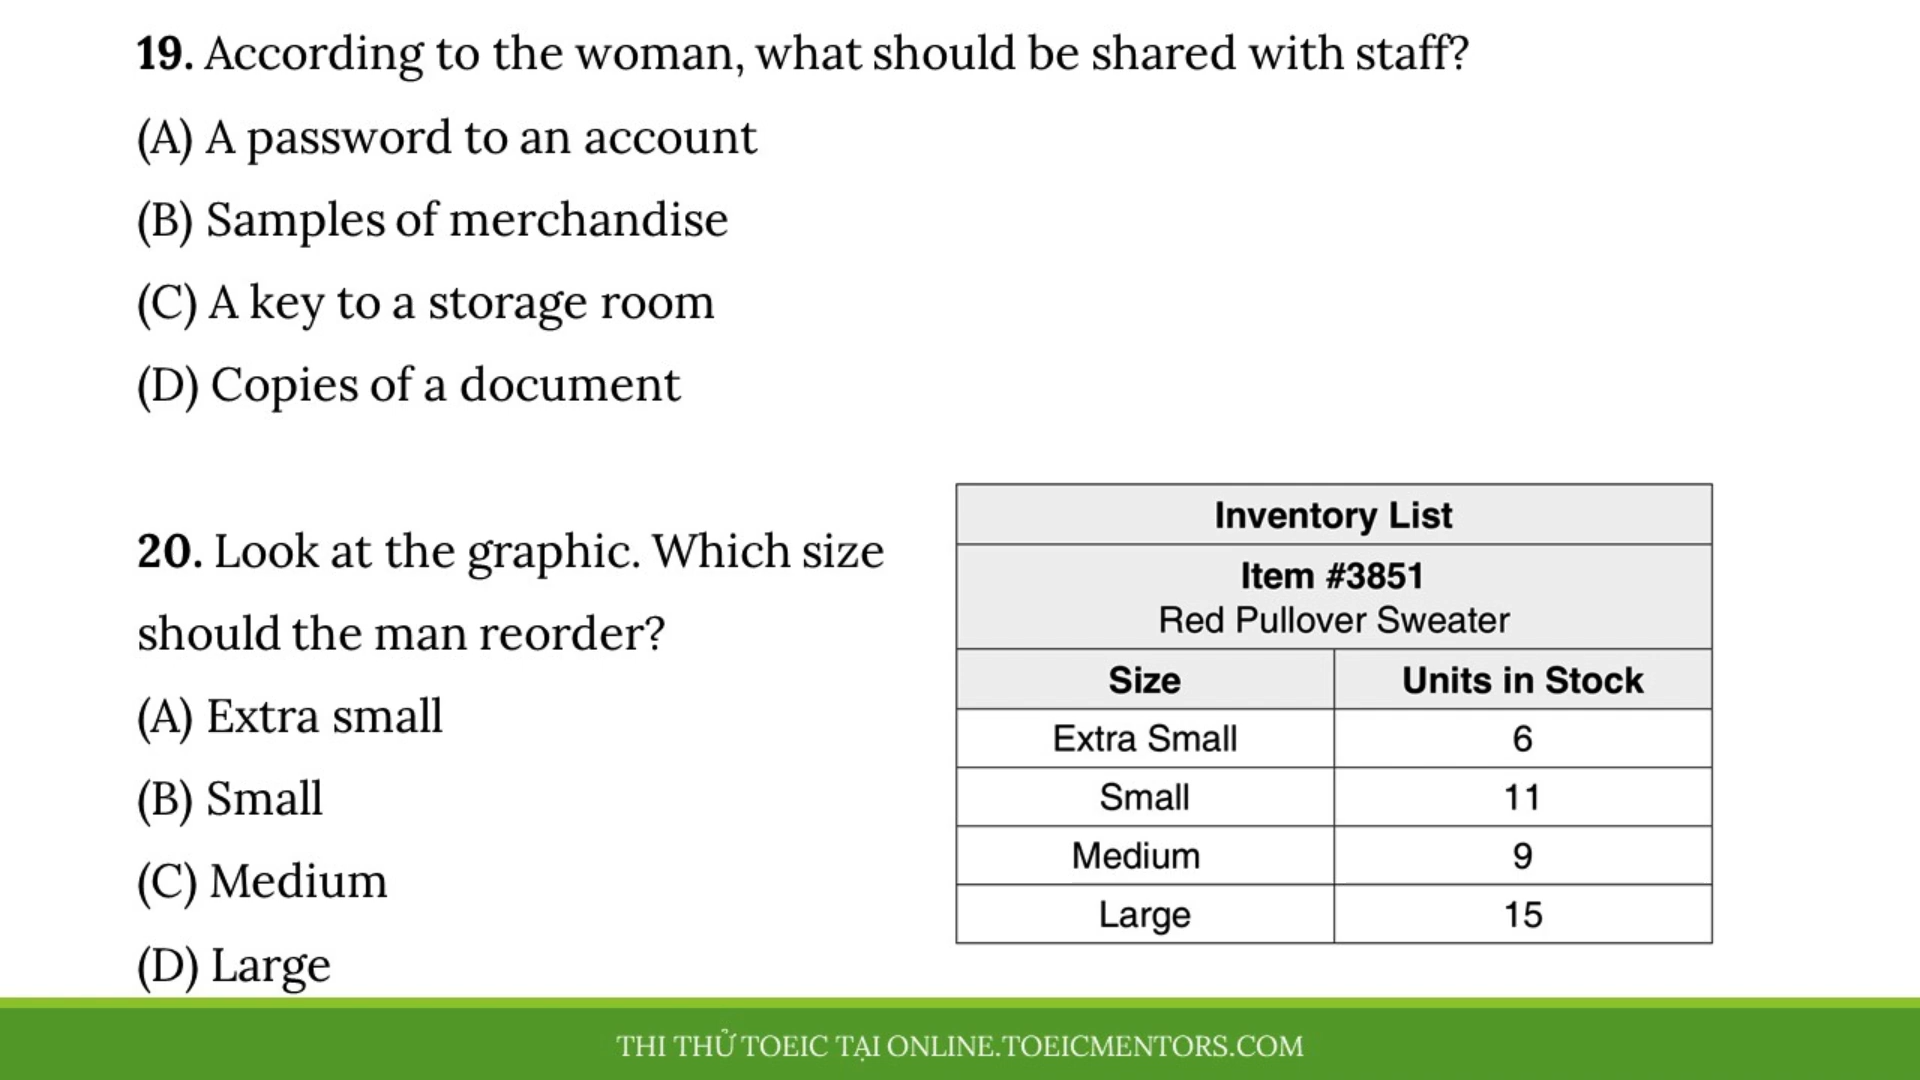 19. According to the woman, what should be shared with staff?
(A) A password to an account
(B) Samples of merchandise
(C) A key to a storage room
(D) Copies of a document
20. Look at the graphic. Which size
should the man reorder?
(A) Extra small
(B) Small
(C) Medium
(D) Large
Inventory List
Item #3851
Red Pullover Sweater
Size Units in Stock
Extra Small 6
Small 11
Medium 9
Large 15
THI THỬ TOEIC TẠI ONLINE.TOEICMENTORS.COM